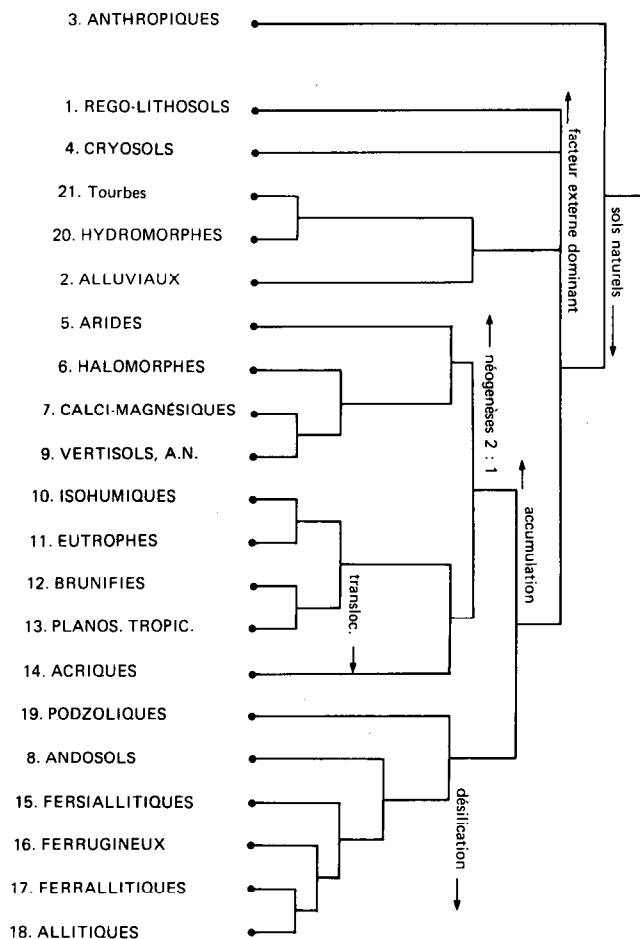 3. ANTHROPIQUES
1. REGO-LITHOSOLS
4. CRYOSOLS
21. Tourbes
20. HYDROMORPHES
2. ALLUVIAUX
5. ARIDES
6. HALOMORPHES
7. CALCI-MAGNÉSIQUES
9. VERTISOLS, A.N.
10. ISOHUMIQUES
11. EUTROPHES
12. BRUNIFIES
13. PLANOS. TROPIC.
14. ACRIQUES
19. PODZOLIQUES
8. ANDOSOLS
15. FERSIALLITIQUES
16. FERRUGINEUX
17. FERRALLITIQUES
18. ALLITIQUES
transloc.
désilication
néogenèses 2 : 1
accumulation
facteur externe dominant
sols naturels